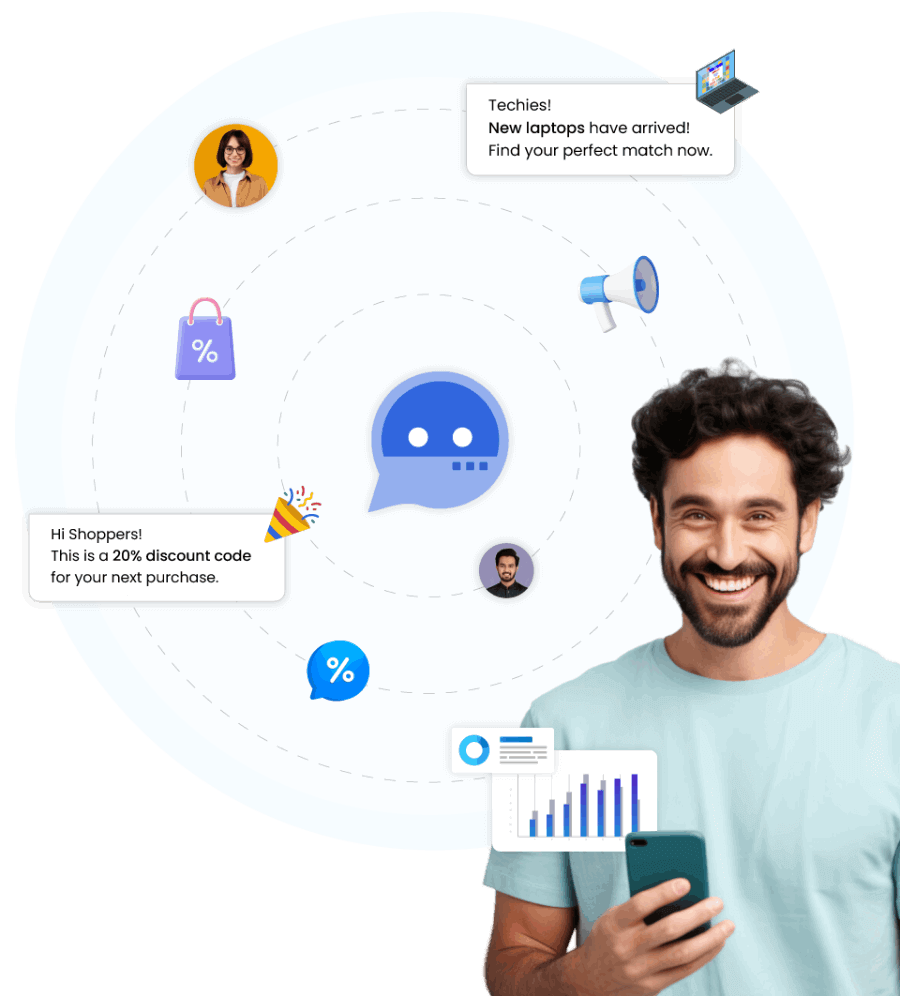 Techies!
New laptops have arrived!
Find your perfect match now.
%
Hi Shoppers!
This is a 20% discount code
for your next purchase.
%